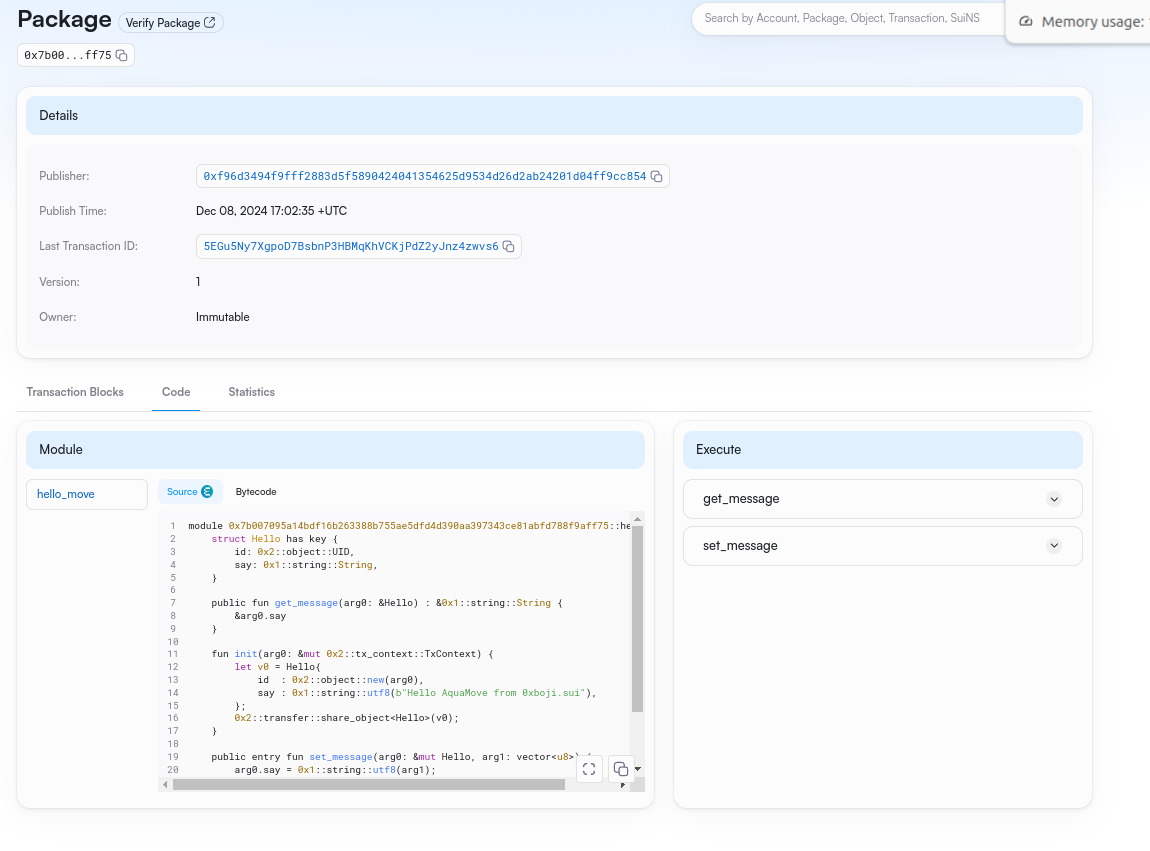 Package Verify Package
Search by Account, Package, Object, Transaction, SuiNS
Memory usage:
0x7b00...ff75
Details
Publisher: 0xf96d3494f9fff2883d5f5890424041354625d9534d26d2ab24201d04ff9cc854
Publish Time: Dec 08, 2024 17:02:35 +UTC
Last Transaction ID: 5EGu5Ny7XgpoD7BsbnP3HBMqKhVCKjPdZ2yJnz4zwvs6
Version: 1
Owner: Immutable
Transaction Blocks Code Statistics
Module
hello_move
Source Bytecode
1 module 0x7b007095a14bdf16b263388b755ae5dfd4d390aa397343ce81abfd788f9aff75::he
2 struct Hello has key {
3 id: 0x2::object::UID,
4 say: 0x1::string::String,
5 }
6
7 public fun get_message(arg0: &Hello) : &0x1::string::String {
8 &arg0.say
9 }
10
11 fun init(arg0: &mut 0x2::tx_context::TxContext) {
12 let v0 = Hello{
13 id  : 0x2::object::new(arg0),
14 say : 0x1::string::utf8(b"Hello AquaMove from 0xboji.sui"),
15 };
16 0x2::transfer::share_object<Hello>(v0);
17 }
18
19 public entry fun set_message(arg0: &mut Hello, arg1: vector<u8>) {
20 arg0.say = 0x1::string::utf8(arg1);
Execute
get_message
set_message